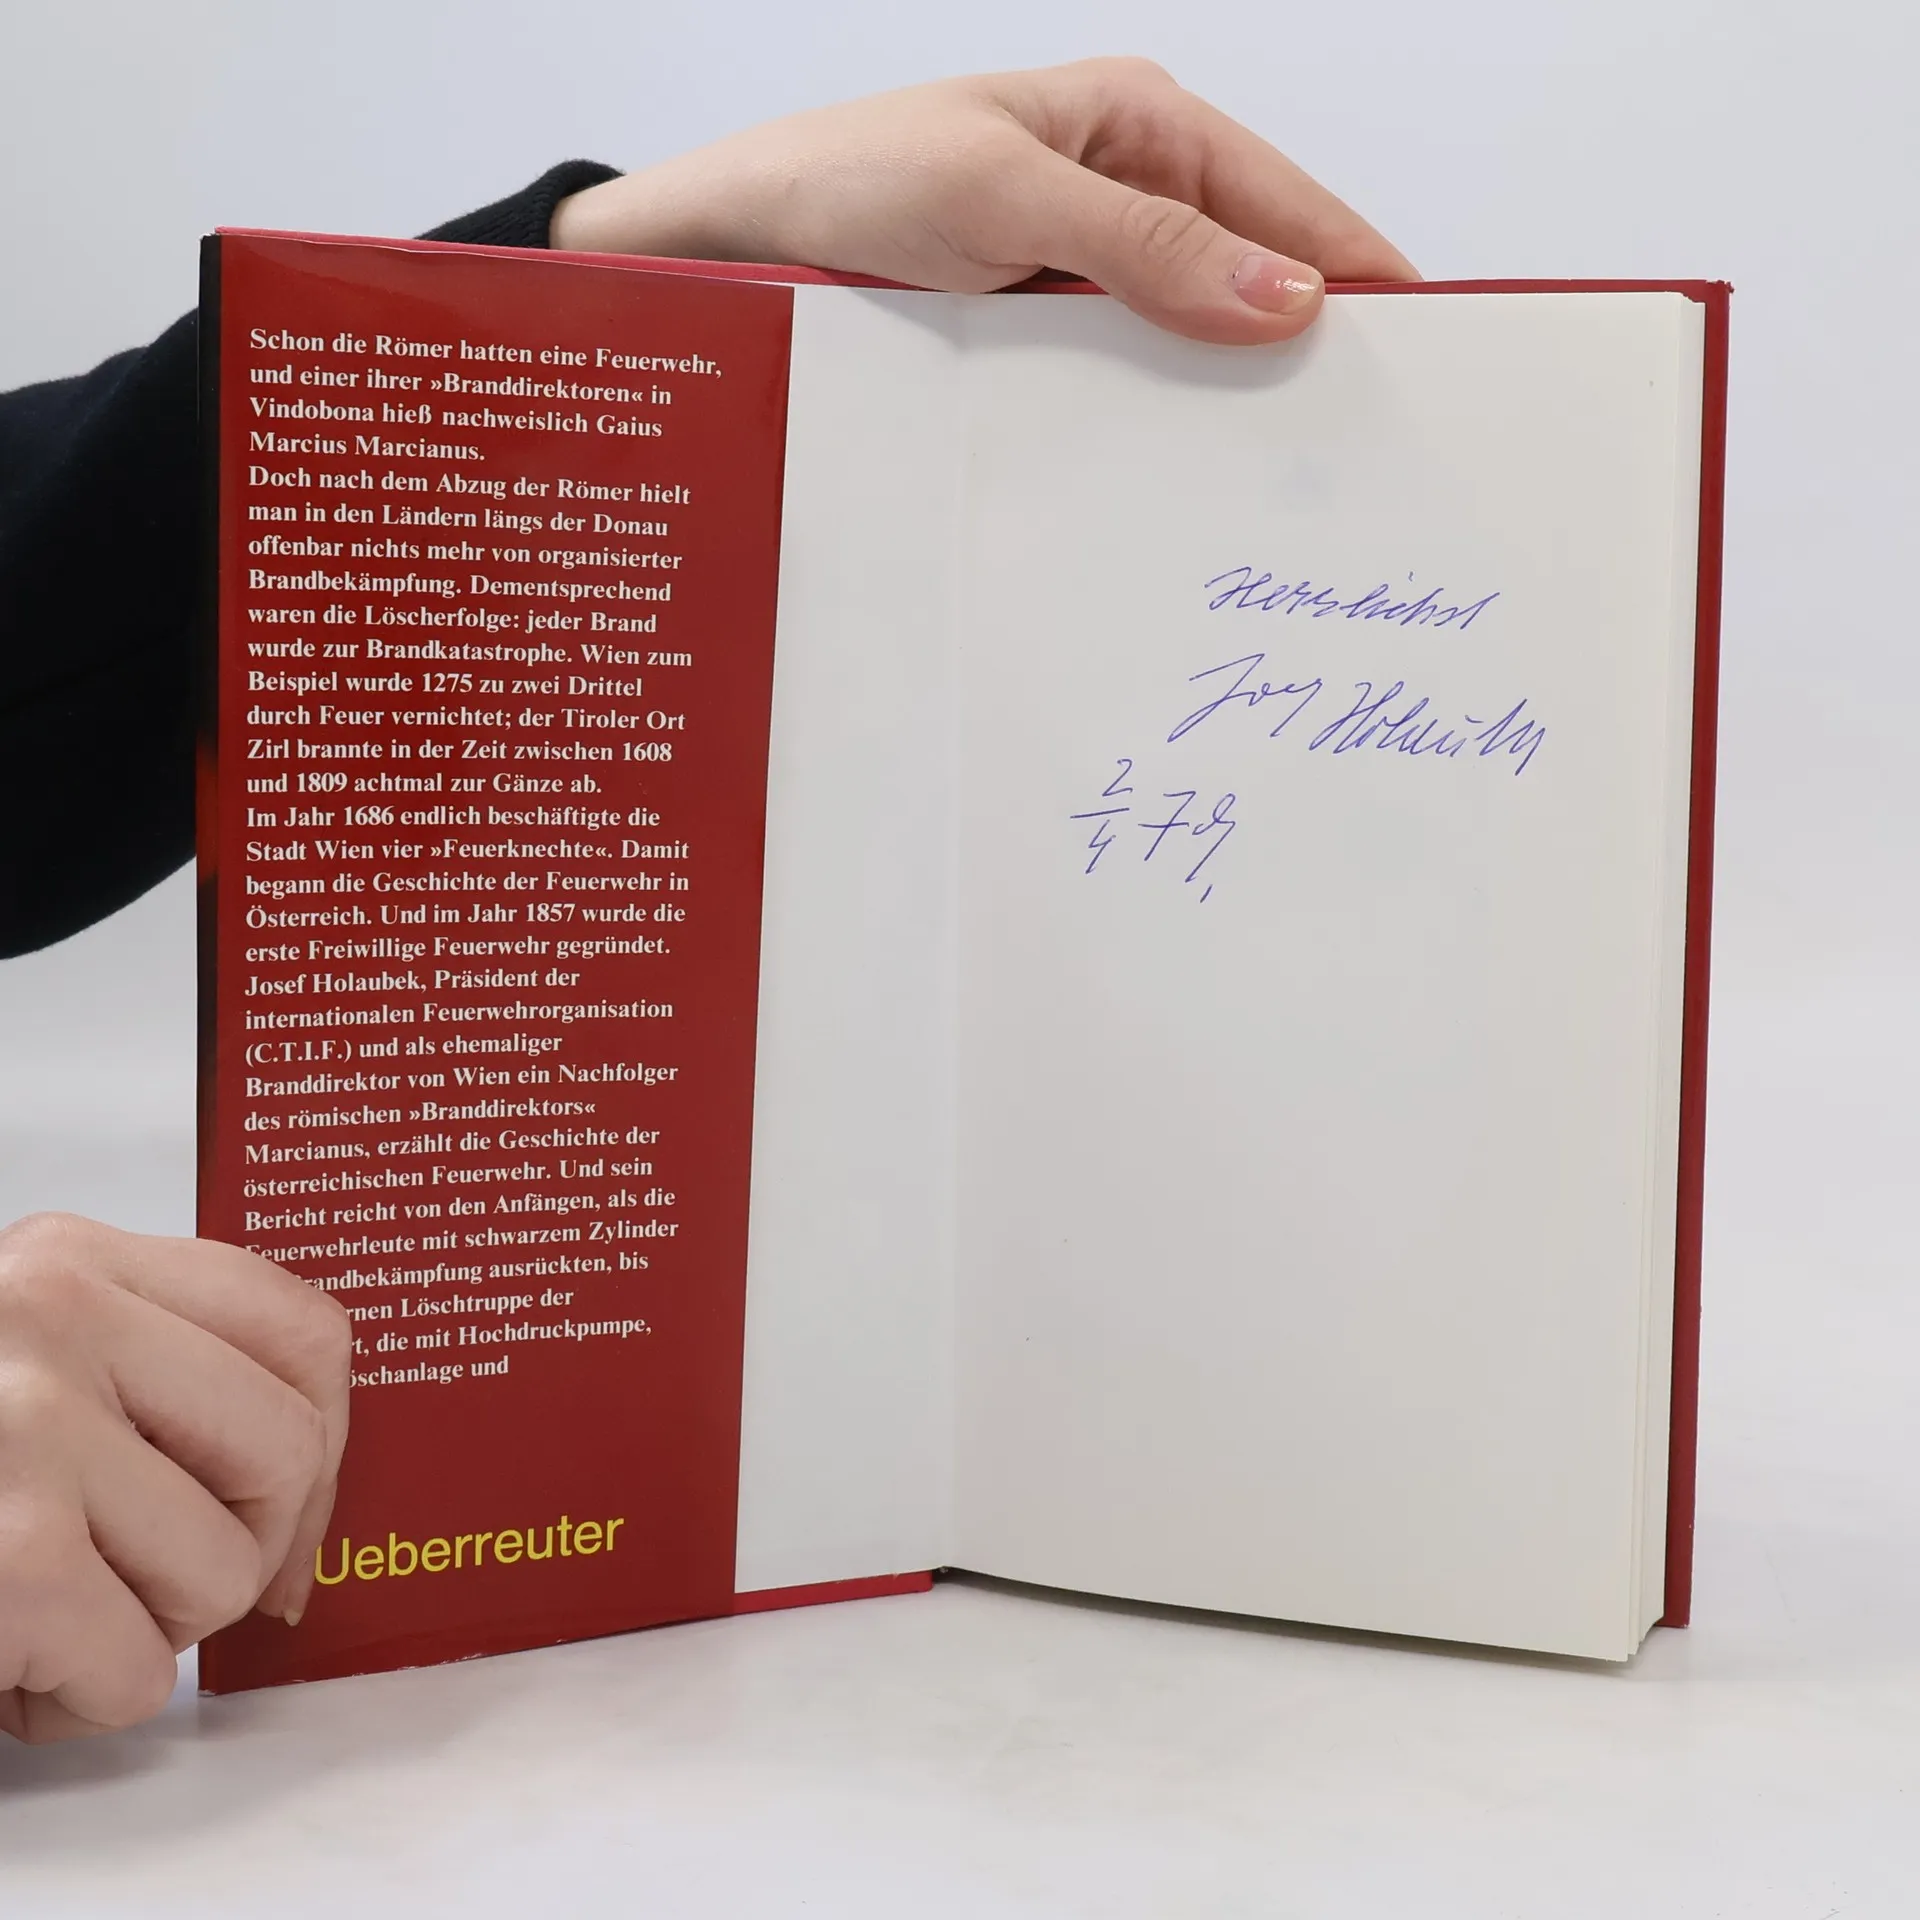 Schon die Römer hatten eine Feuerwehr,
und einer ihrer »Branddirektoren« in
Vindobona hieß nachweislich Gaius
Marcius Marcianus.
Doch nach dem Abzug der Römer hielt
man in den Ländern längs der Donau
offenbar nichts mehr von organisierter
Brandbekämpfung. Dementsprechend
waren die Löscherfolge: jeder Brand
wurde zur Brandkatastrophe. Wien zum
Beispiel wurde 1275 zu zwei Drittel
durch Feuer vernichtet; der Tiroler Ort
Zirl brannte in der Zeit zwischen 1608
und 1809 achtmal zur Gänze ab.
Im Jahr 1686 endlich beschäftigte die
Stadt Wien vier »Feuerknechte«. Damit
begann die Geschichte der Feuerwehr in
Österreich. Und im Jahr 1857 wurde die
erste Freiwillige Feuerwehr gegründet.
Josef Holaubek, Präsident der
internationalen Feuerwehrorganisation
(C.T.I.F.) und als ehemaliger
Branddirektor von Wien ein Nachfolger
des römischen »Branddirektors«
Marcianus, erzählt die Geschichte der
österreichischen Feuerwehr. Und sein
Bericht reicht von den Anfängen, als die
Feuerwehrleute mit schwarzem Zylinder
ausrückten, bis
Löschtruppe der
die mit Hochdruckpumpe,
und
Ueberreuter
Herzlichst
2/4 79